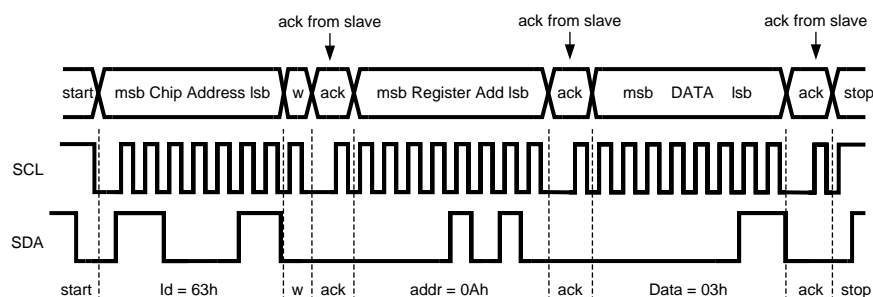 ack from slave ack from slave ack from slave
start msb Chip Address lsb w ack msb Register Add lsb ack msb DATA lsb ack stop
SCL
SDA
start Id = 63h w ack addr = 0Ah ack Data = 03h ack stop